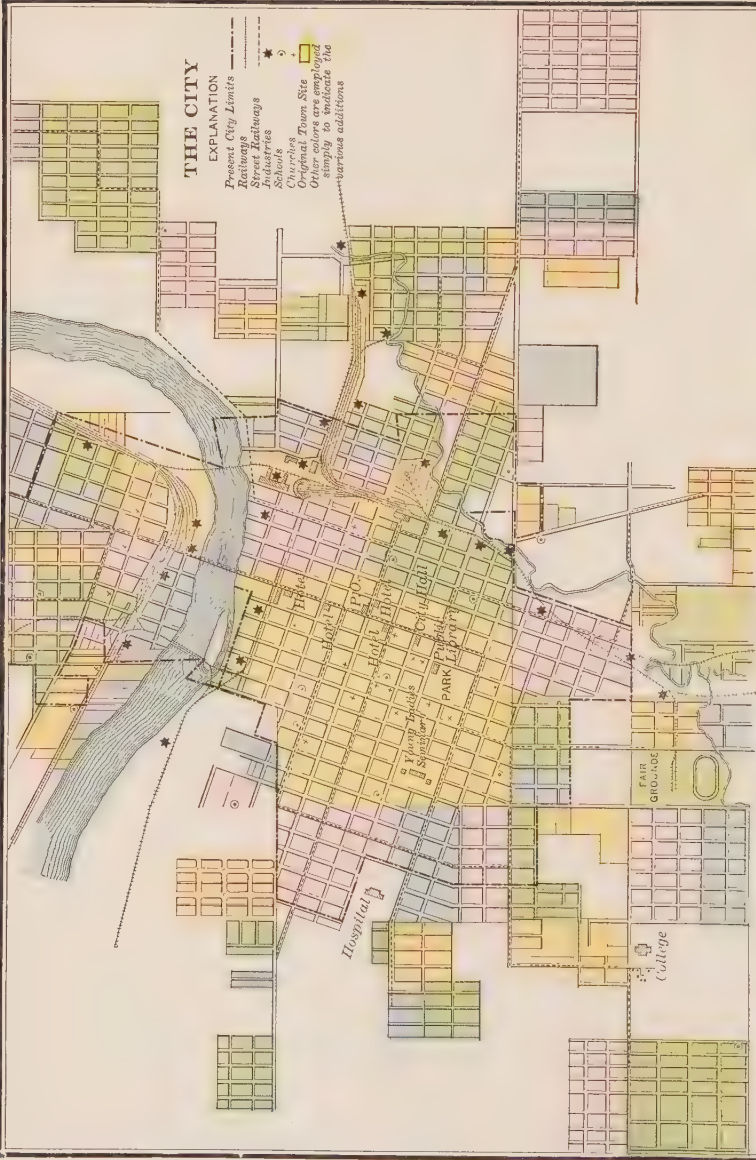 THE CITY
EXPLANATION
Present City Limits
Railways
Street Railways
Industries
Schools
Churches
Original Town Site
Other colors are employed
simply to indicate the
various additions
Hotel
Hotel
P.O.
Hotel
City Hall
Public
Library
PARK
Young Ladies
Seminary
FAIR
GROUNDS
Hospital
College